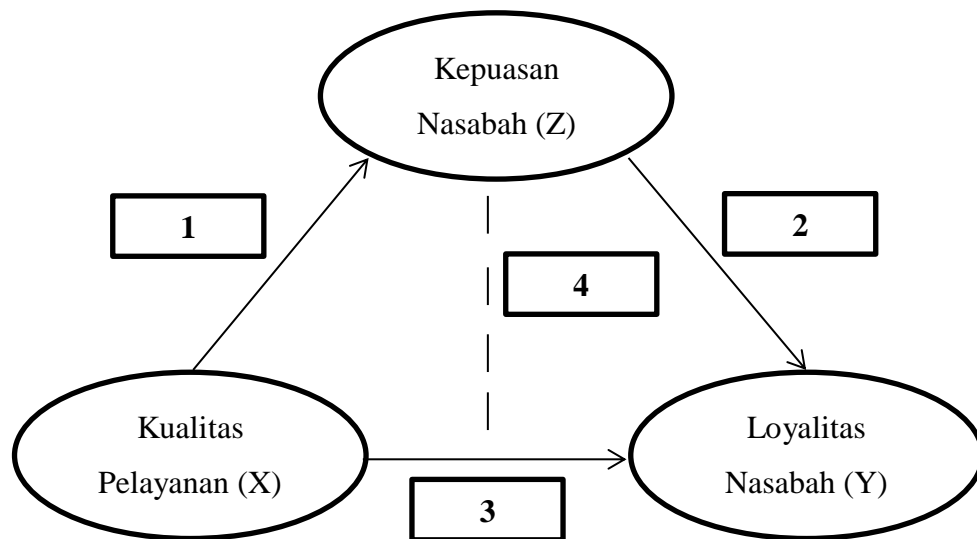 Kepuasan
Nasabah (Z)
1
2
4
Kualitas
Pelayanan (X)
Loyalitas
Nasabah (Y)
3